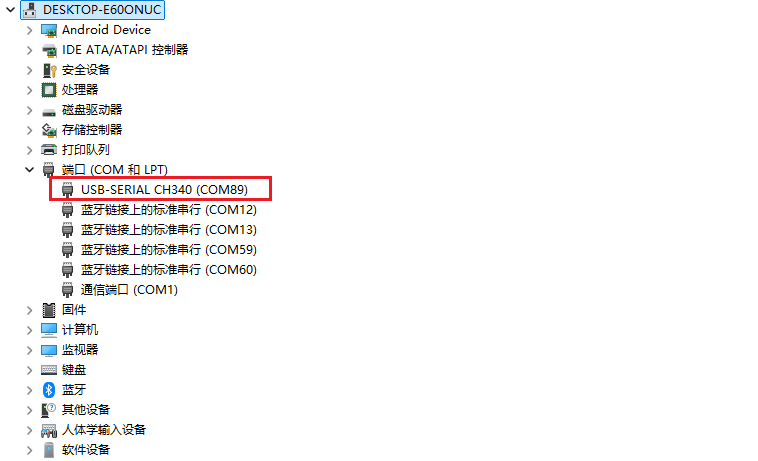 DESKTOP-E60ONUC
Android Device
IDE ATA/ATAPI 控制器
安全设备
处理器
磁盘驱动器
存储控制器
打印队列
端口 (COM 和 LPT)
USB-SERIAL CH340 (COM89)
蓝牙链接上的标准串行 (COM12)
蓝牙链接上的标准串行 (COM13)
蓝牙链接上的标准串行 (COM59)
蓝牙链接上的标准串行 (COM60)
通信端口 (COM1)
固件
计算机
监视器
键盘
蓝牙
其他设备
人体学输入设备
软件设备